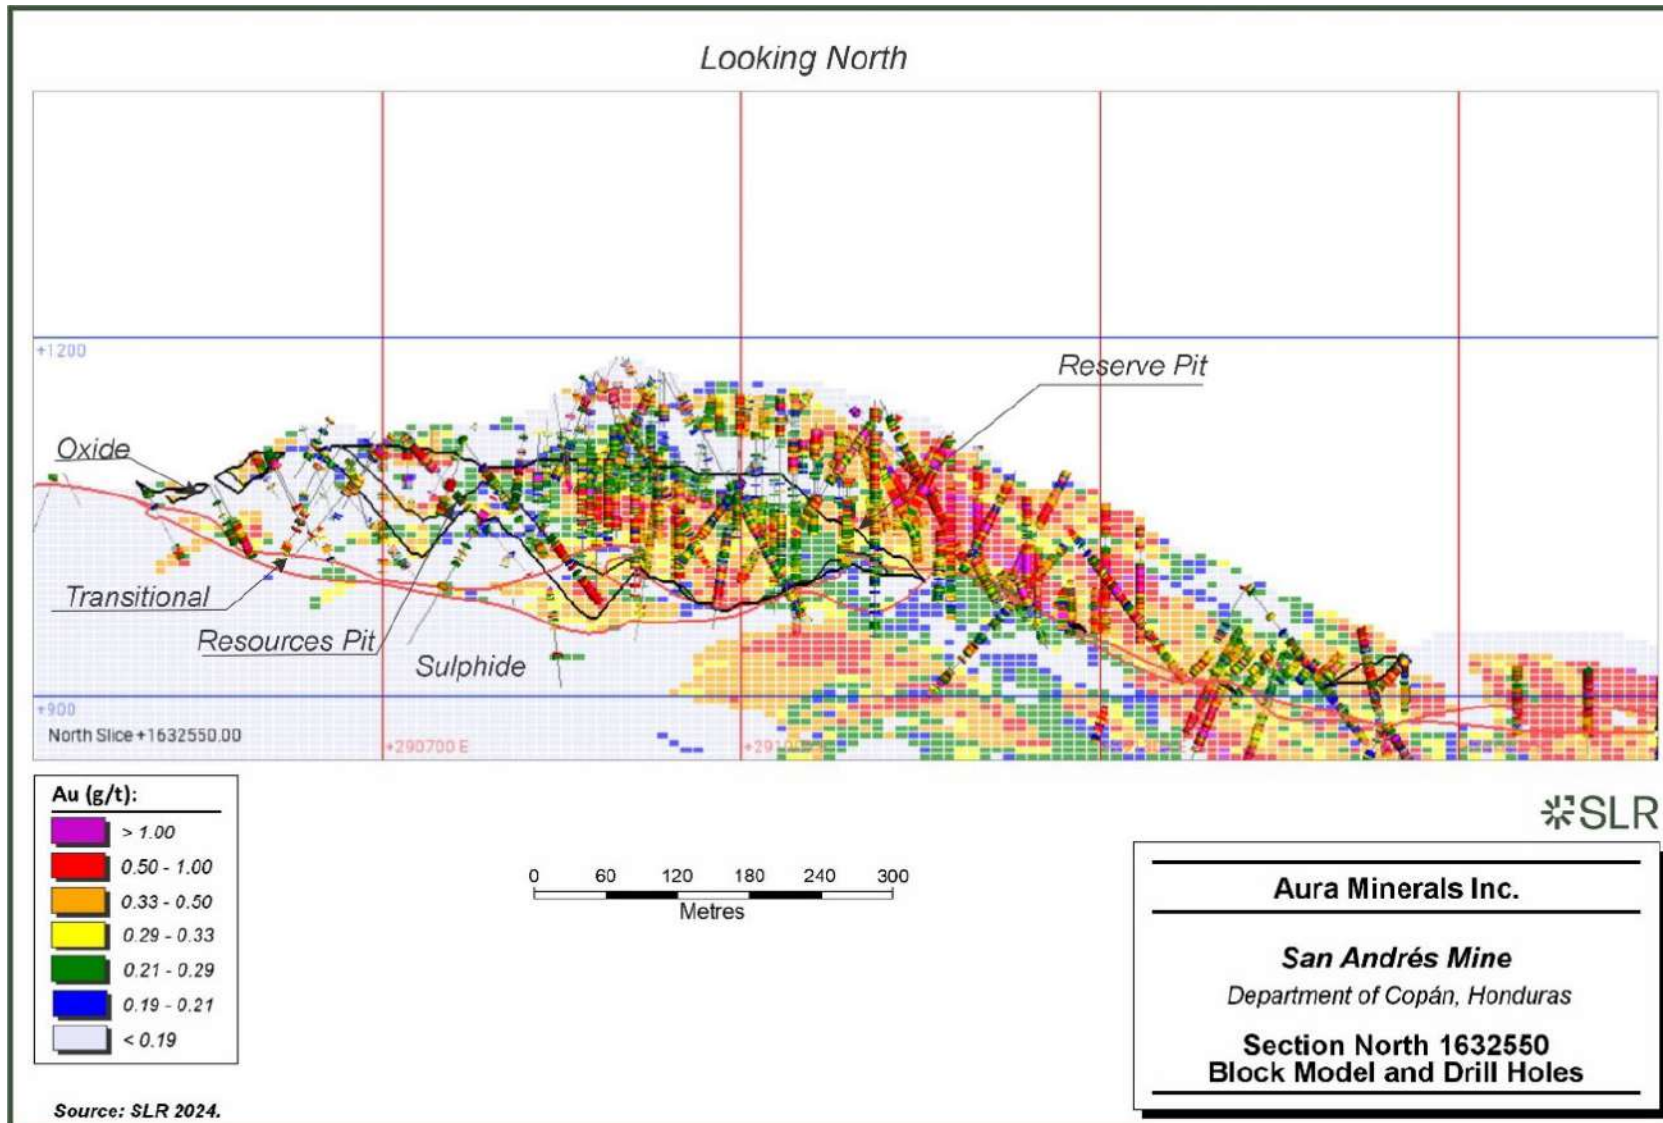 Looking North
+1200
Reserve Pit
Oxide
Transitional
Resources Pit
Sulphide
+900
North Slice +1632550.00
+290700 E
Au (g/t):
> 1.00
0.50 - 1.00
0.33 - 0.50
0.29 - 0.33
0.21 - 0.29
0.19 - 0.21
< 0.19
0 60 120 180 240 300
Metres
SLR
Aura Minerals Inc.
San Andrés Mine
Department of Copán, Honduras
Section North 1632550
Block Model and Drill Holes
Source: SLR 2024.